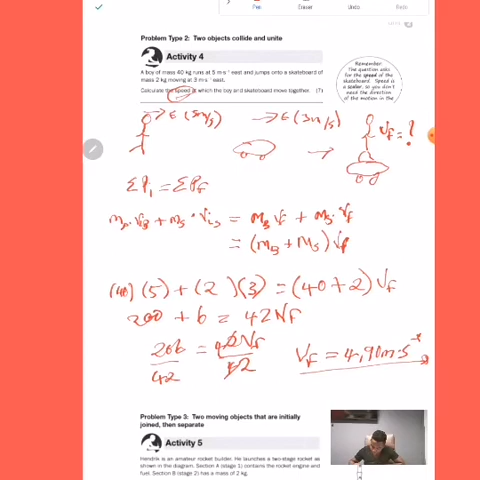 Pen
Eraser
Undo
Redo
Problem Type 2: Two objects collide and unite
Activity 4
A boy of mass 40 kg runs at 5 m·s⁻¹ east and jumps onto a skateboard of
mass 2 kg moving at 3 m·s⁻¹ east.
Calculate the speed at which the boy and skateboard move together. (7)
Remember
The question asks
for the speed of the
skateboard. Speed is
a scalar, so you don't
need the direction
of the motion in the
→ E (5m/s)
→ E (3m/s)
Vf = ?
ΣPi = ΣPf
mB·VB + ms·Vis = MB Vf + Ms·Vf
= (MB + Ms) Vf
(40)(5) + (2)(3) = (40+2) Vf
200 + 6 = 42Vf
206/42 = 42Vf/42
Vf = 4,90m·s⁻¹
Problem Type 3: Two moving objects that are initially
joined, then separate
Activity 5
Hendrik is an amateur rocket builder. He launches a two-stage rocket as
shown in the diagram. Section A (stage 1) contains the rocket engine and
fuel. Section B (stage 2) has a mass of 2 kg.